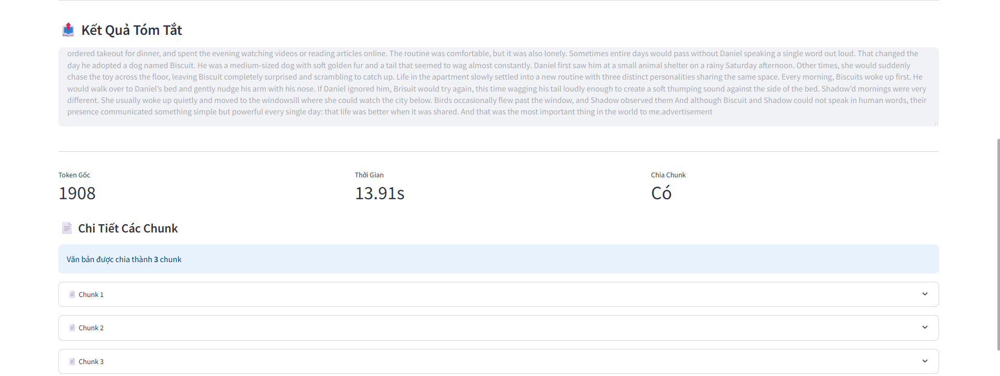 Kết Quả Tóm Tắt
ordered takeout for dinner, and spent the evening watching videos or reading articles online. The routine was comfortable, but it was also lonely. Sometimes entire days would pass without Daniel speaking a single word out loud. That changed the
day he adopted a dog named Biscuit. He was a medium-sized dog with soft golden fur and a tail that seemed to wag almost constantly. Daniel first saw him at a small animal shelter on a rainy Saturday afternoon. Other times, she would suddenly
chase the toy across the floor, leaving Biscuit completely surprised and scrambling to catch up. Life in the apartment slowly settled into a new routine with three distinct personalities sharing the same space. Every morning, Biscuits woke up first. He
would walk over to Daniel’s bed and gently nudge his arm with his nose. If Daniel ignored him, Brisuit would try again, this time wagging his tail loudly enough to create a soft thumping sound against the side of the bed. Shadow’d mornings were very
different. She usually woke up quietly and moved to the windowsill where she could watch the city below. Birds occasionally flew past the window, and Shadow observed them And although Biscuit and Shadow could not speak in human words, their
presence communicated something simple but powerful every single day: that life was better when it was shared. And that was the most important thing in the world to me.advertisement
Token Gốc
1908
Thời Gian
13.91s
Chia Chunk
Có
Chi Tiết Các Chunk
Văn bản được chia thành 3 chunk
Chunk 1
Chunk 2
Chunk 3